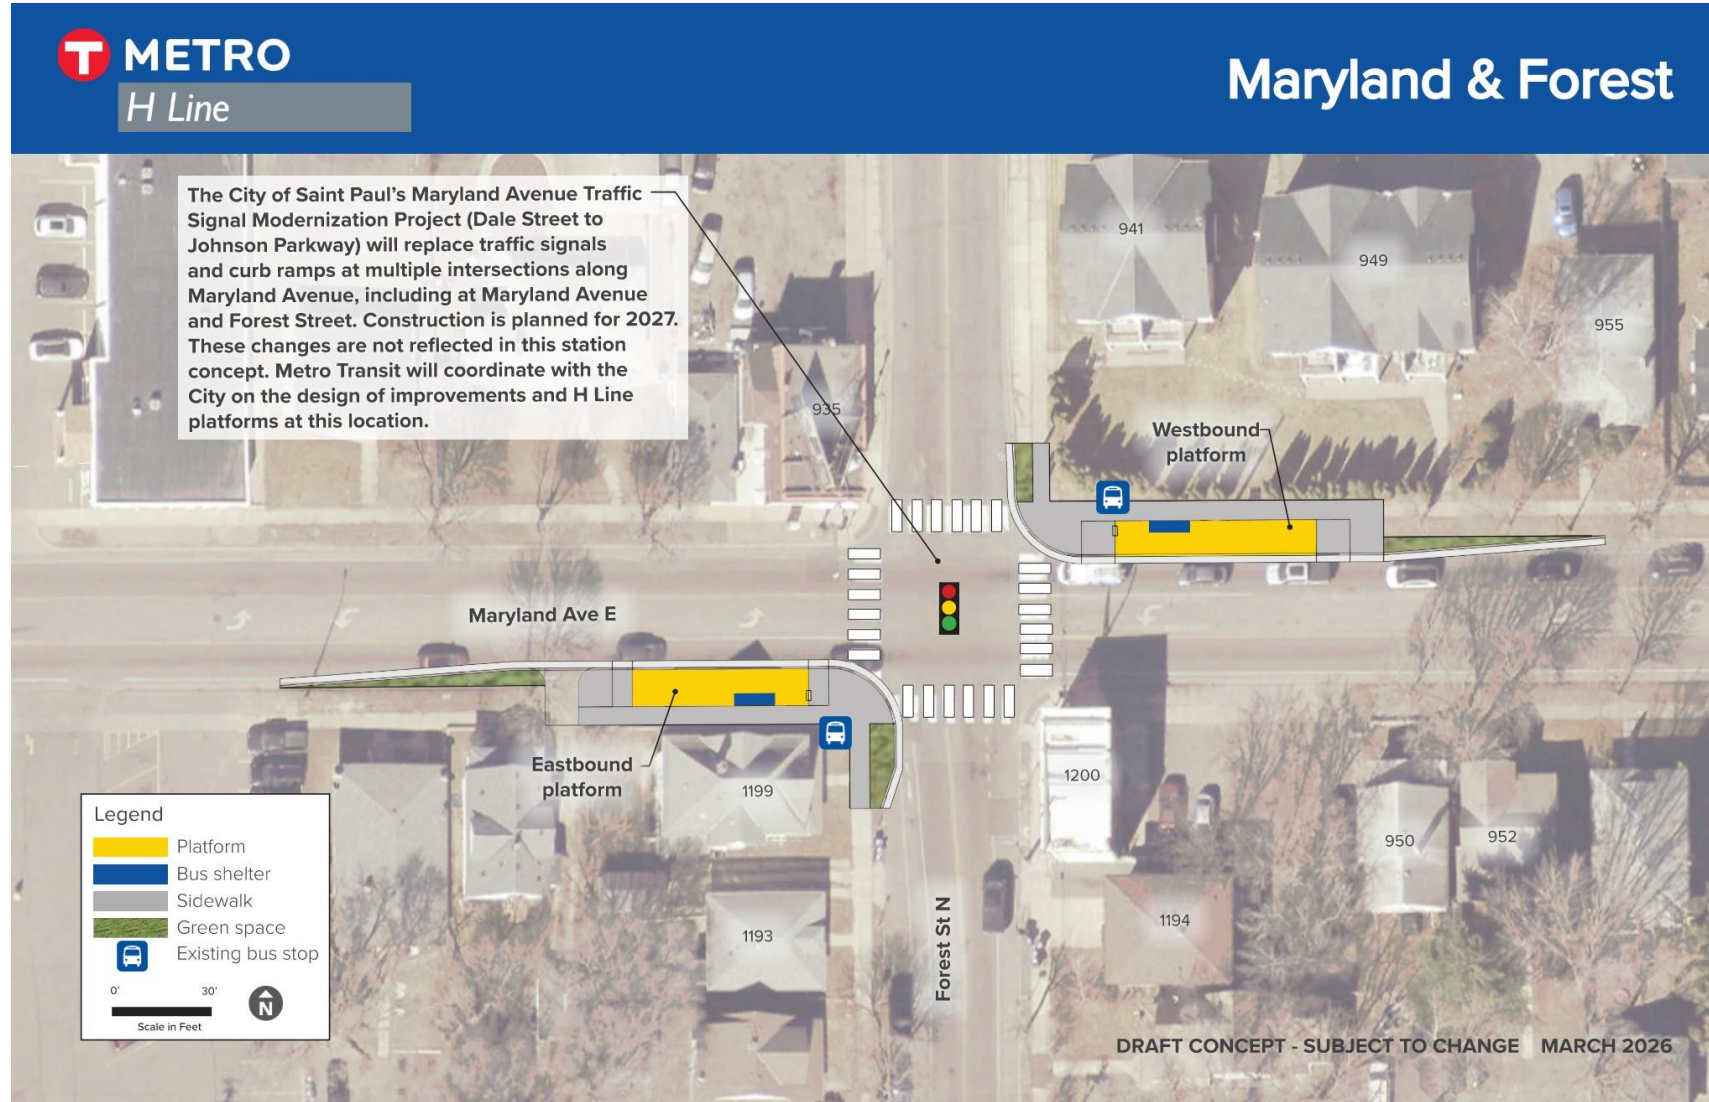 T METRO
H Line
Maryland & Forest
The City of Saint Paul's Maryland Avenue Traffic
Signal Modernization Project (Dale Street to
Johnson Parkway) will replace traffic signals
and curb ramps at multiple intersections along
Maryland Avenue, including at Maryland Avenue
and Forest Street. Construction is planned for 2027.
These changes are not reflected in this station
concept. Metro Transit will coordinate with the
City on the design of improvements and H Line
platforms at this location.
941
949
955
935
Westbound
platform
Maryland Ave E
Eastbound
platform
1199
1200
950
952
1193
1194
Forest St N
Legend
Platform
Bus shelter
Sidewalk
Green space
Existing bus stop
0'
30'
Scale in Feet
N
DRAFT CONCEPT - SUBJECT TO CHANGE MARCH 2026